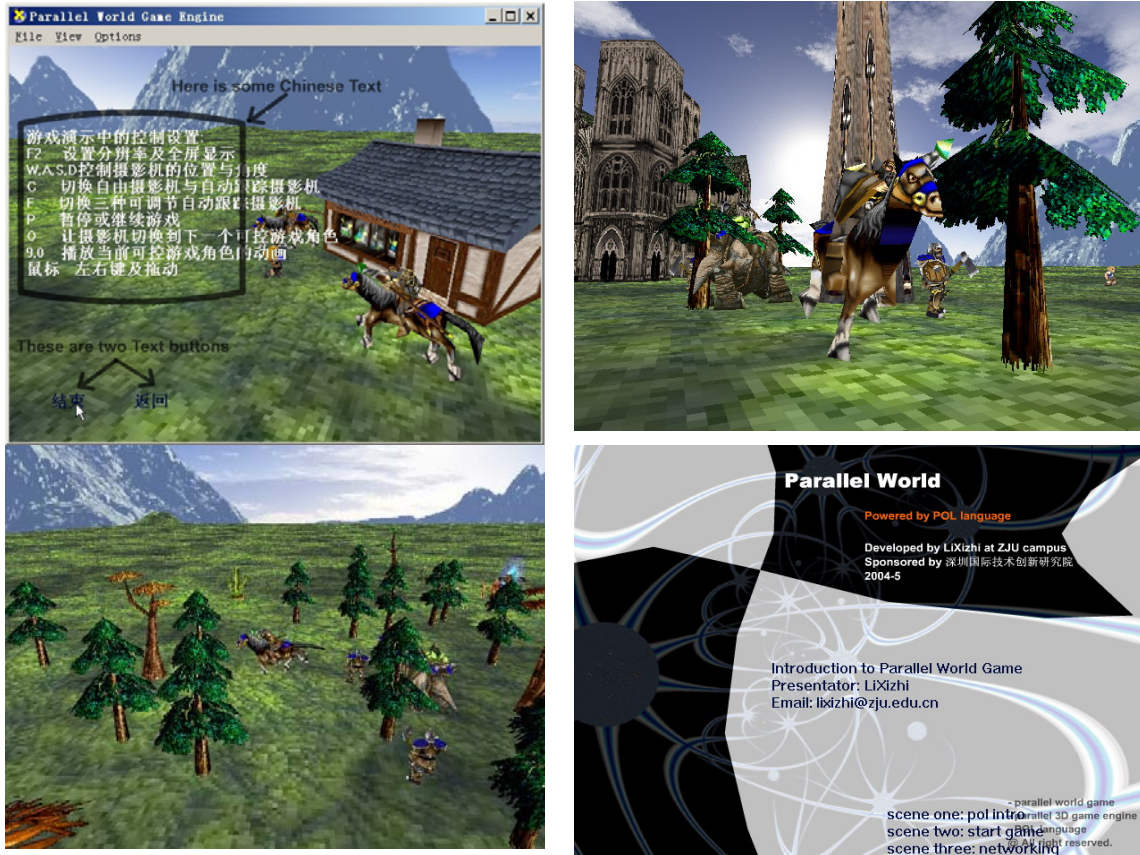 Parallel World Game Engine
File View Options
Here is some Chinese Text
游戏演示中的控制设置:
F2 设置分辨率及全屏显示
W,A,S,D控制摄影机的位置与角度
C 切换自由摄影机与自动跟踪摄影机
F 切换三种可调节自动跟踪摄影机
P 暂停或继续游戏
O 让摄影机切换到下一个可控游戏角色
9,0 播放当前可控游戏角色的动画
鼠标 左右键及拖动
These are two Text buttons
结束 返回
Parallel World
Powered by POL language
Developed by LiXizhi at ZJU campus
Sponsored by 深圳国际技术创新研究院
2004-5
Introduction to Parallel World Game
Presentator: LiXizhi
Email: lixizhi@zju.edu.cn
- parallel world game
scene one: pol intro
- parallel 3D game engine
scene two: start game
- POL language
@ All right reserved.
scene three: networking